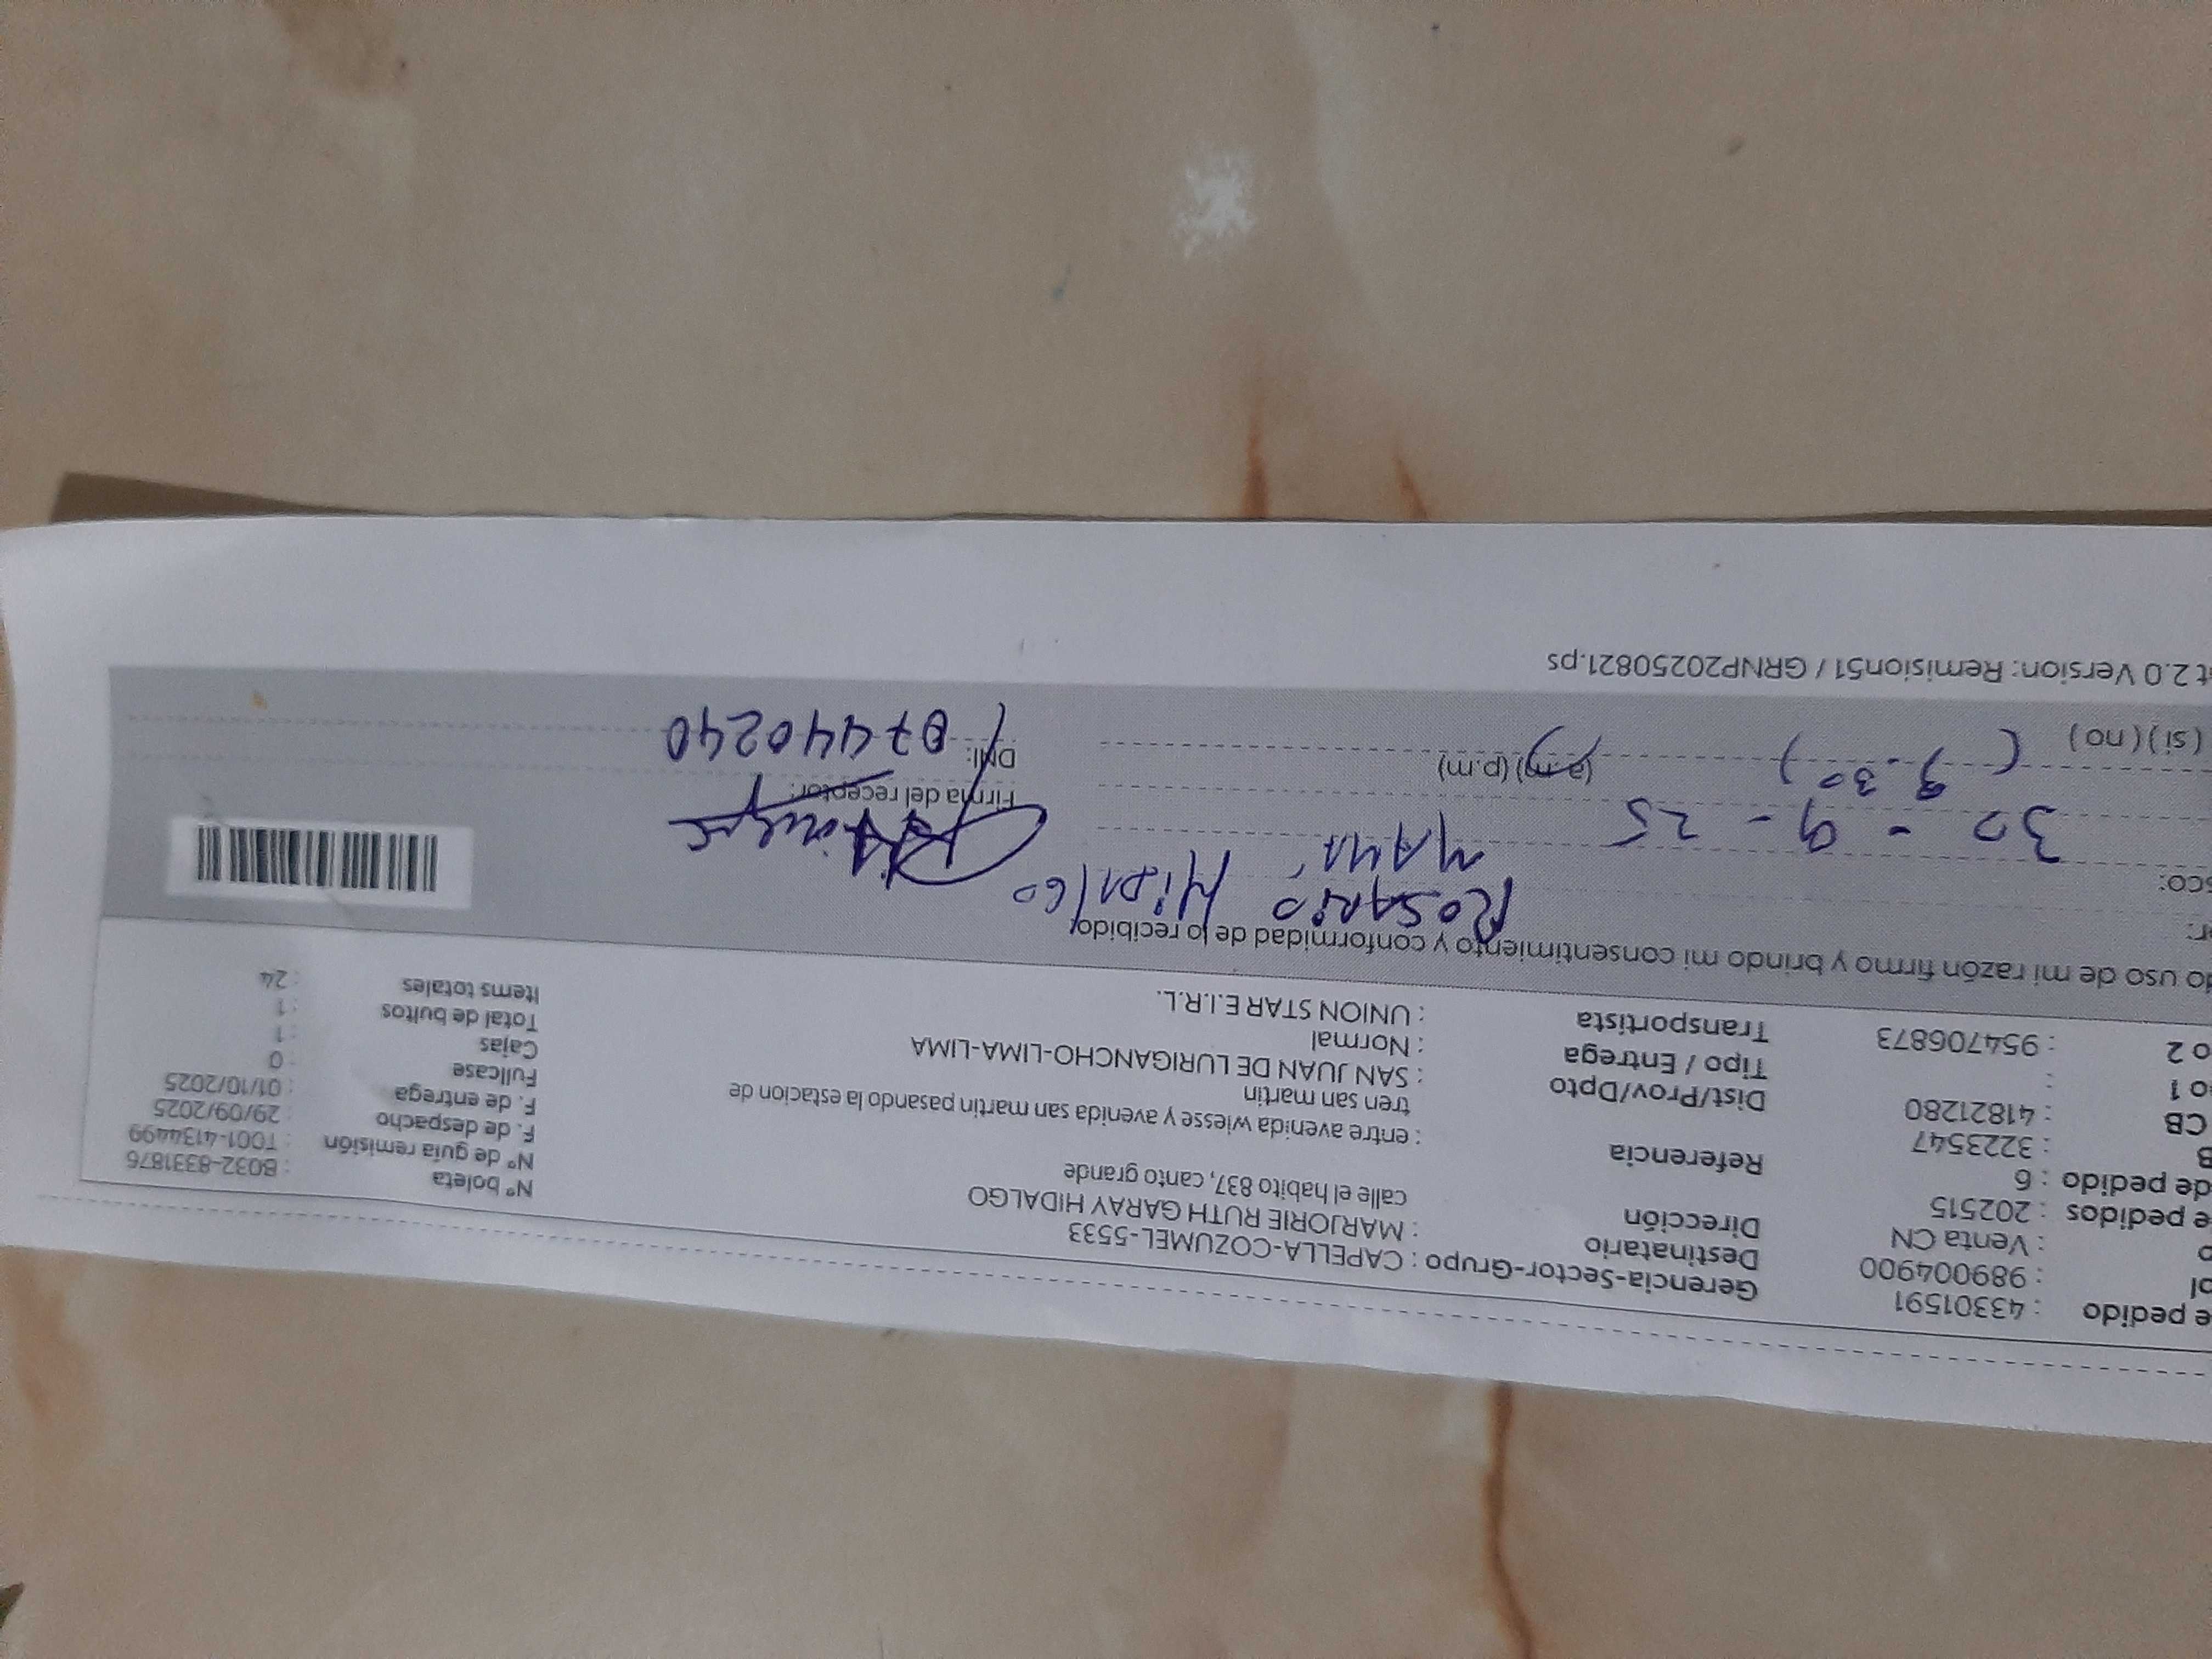 e pedido : 43301591
ol : 989004900
o : Venta CN
e pedidos : 202515
de pedido : 6
B : 3223547
CB : 41821280
o 1 :
o 2 : 954706873
Gerencia-Sector-Grupo : CAPELLA-COZUMEL-5533
Destinatario : MARJORIE RUTH GARAY HIDALGO
Dirección calle el habito 837, canto grande
Referencia : entre avenida wiesse y avenida san martin pasando la estacion de
tren san martin
Dist/Prov/Dpto : SAN JUAN DE LURIGANCHO-LIMA-LIMA
Tipo / Entrega : Normal
Transportista : UNION STAR E.I.R.L.
N° boleta : B032-8331876
N° de guía remisión : T001-4134499
F. de despacho : 29/09/2025
F. de entrega : 01/10/2025
Fullcase : 0
Cajas : 1
Total de bultos : 1
Items totales : 24
do uso de mi razón firmo y brindo mi consentimiento y conformidad de lo recibido
or: ROSARIO HiDALGO
sco: MAMA
30 - 9 - 25
(si) (no) ( 9.30 ) (a.m) (p.m)
Firma del receptor:
DNI: 07440240
t 2.0 Version: Remision51 / GRNP20250821.ps